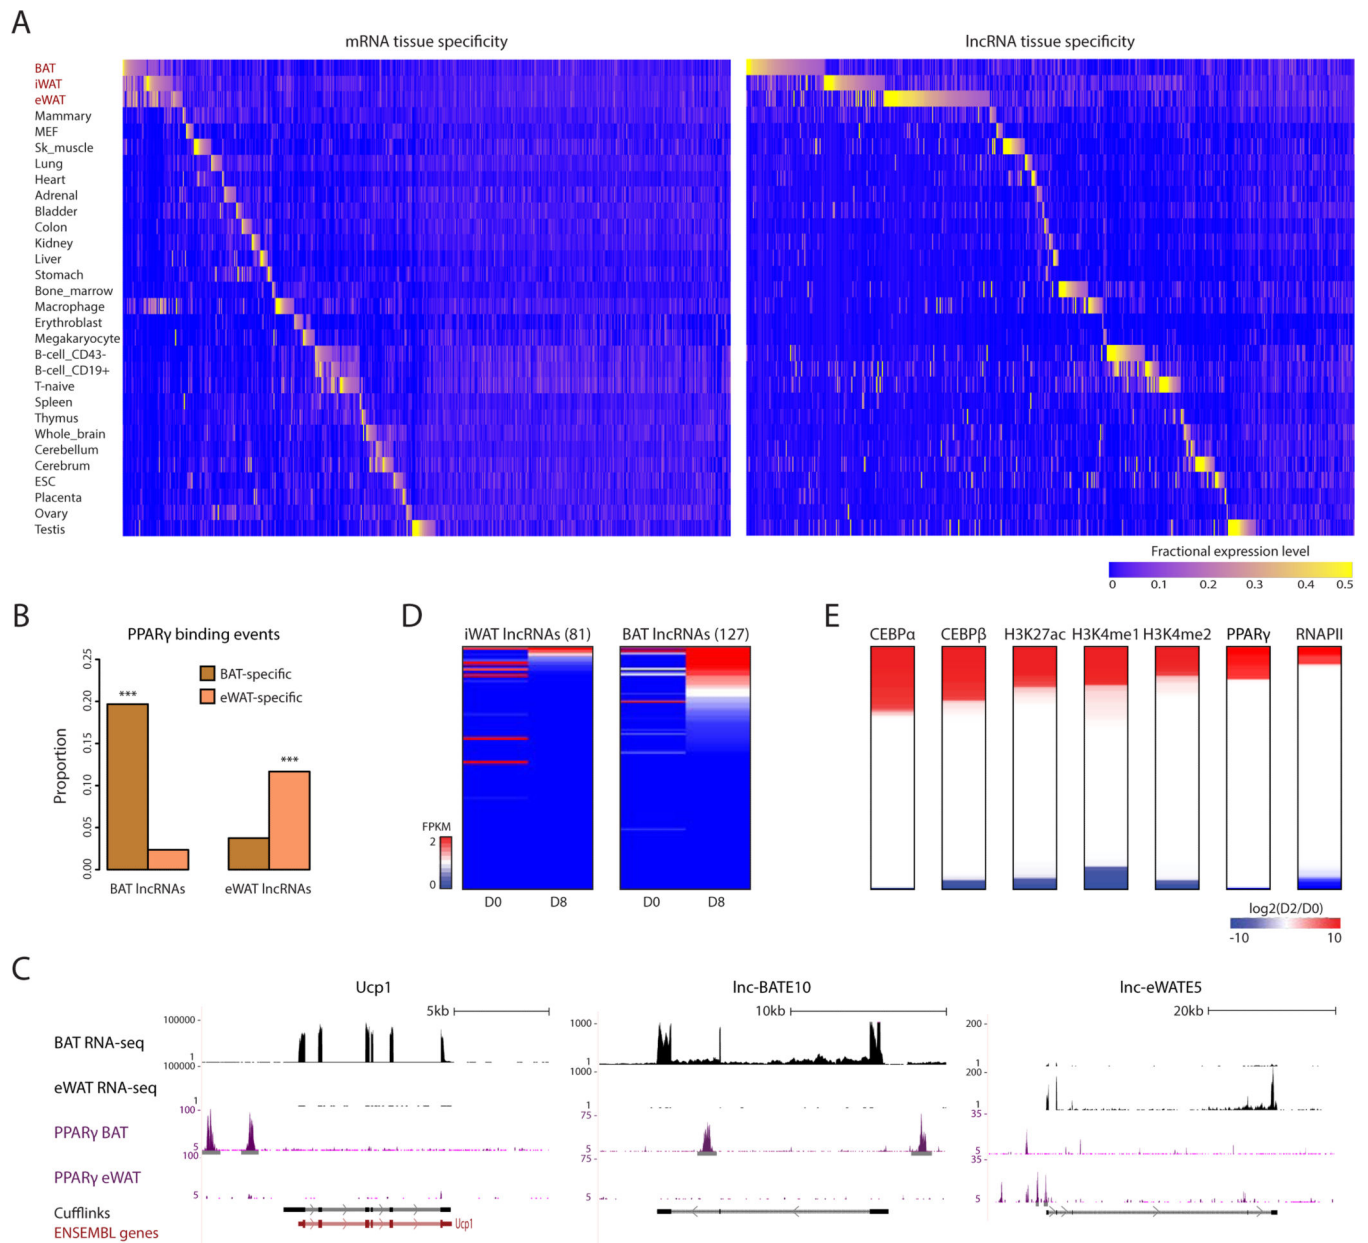 A
mRNA tissue specificity
lncRNA tissue specificity
BAT
iWAT
eWAT
Mammary
MEF
Sk_muscle
Lung
Heart
Adrenal
Bladder
Colon
Kidney
Liver
Stomach
Bone_marrow
Macrophage
Erythroblast
Megakaryocyte
B-cell_CD43-
B-cell_CD19+
T-naive
Spleen
Thymus
Whole_brain
Cerebellum
Cerebrum
ESC
Placenta
Ovary
Testis
Fractional expression level
0 0.1 0.2 0.3 0.4 0.5
B
PPARγ binding events
BAT-specific
eWAT-specific
***
***
Proportion
0.25
0.20
0.15
0.10
0.05
0.00
BAT lncRNAs
eWAT lncRNAs
D
iWAT lncRNAs (81)
BAT lncRNAs (127)
FPKM
2
0
D0 D8
D0 D8
E
CEBPα CEBPβ H3K27ac H3K4me1 H3K4me2 PPARγ RNAPII
log2(D2/D0)
-10 10
C
Ucp1
lnc-BATE10
lnc-eWATE5
5kb
10kb
20kb
BAT RNA-seq
100000
1
1000
1
200
1
eWAT RNA-seq
100000
1
1000
1
200
1
PPARγ BAT
100
5
75
5
35
5
PPARγ eWAT
100
5
75
5
35
5
Cufflinks
ENSEMBL genes
Ucp1